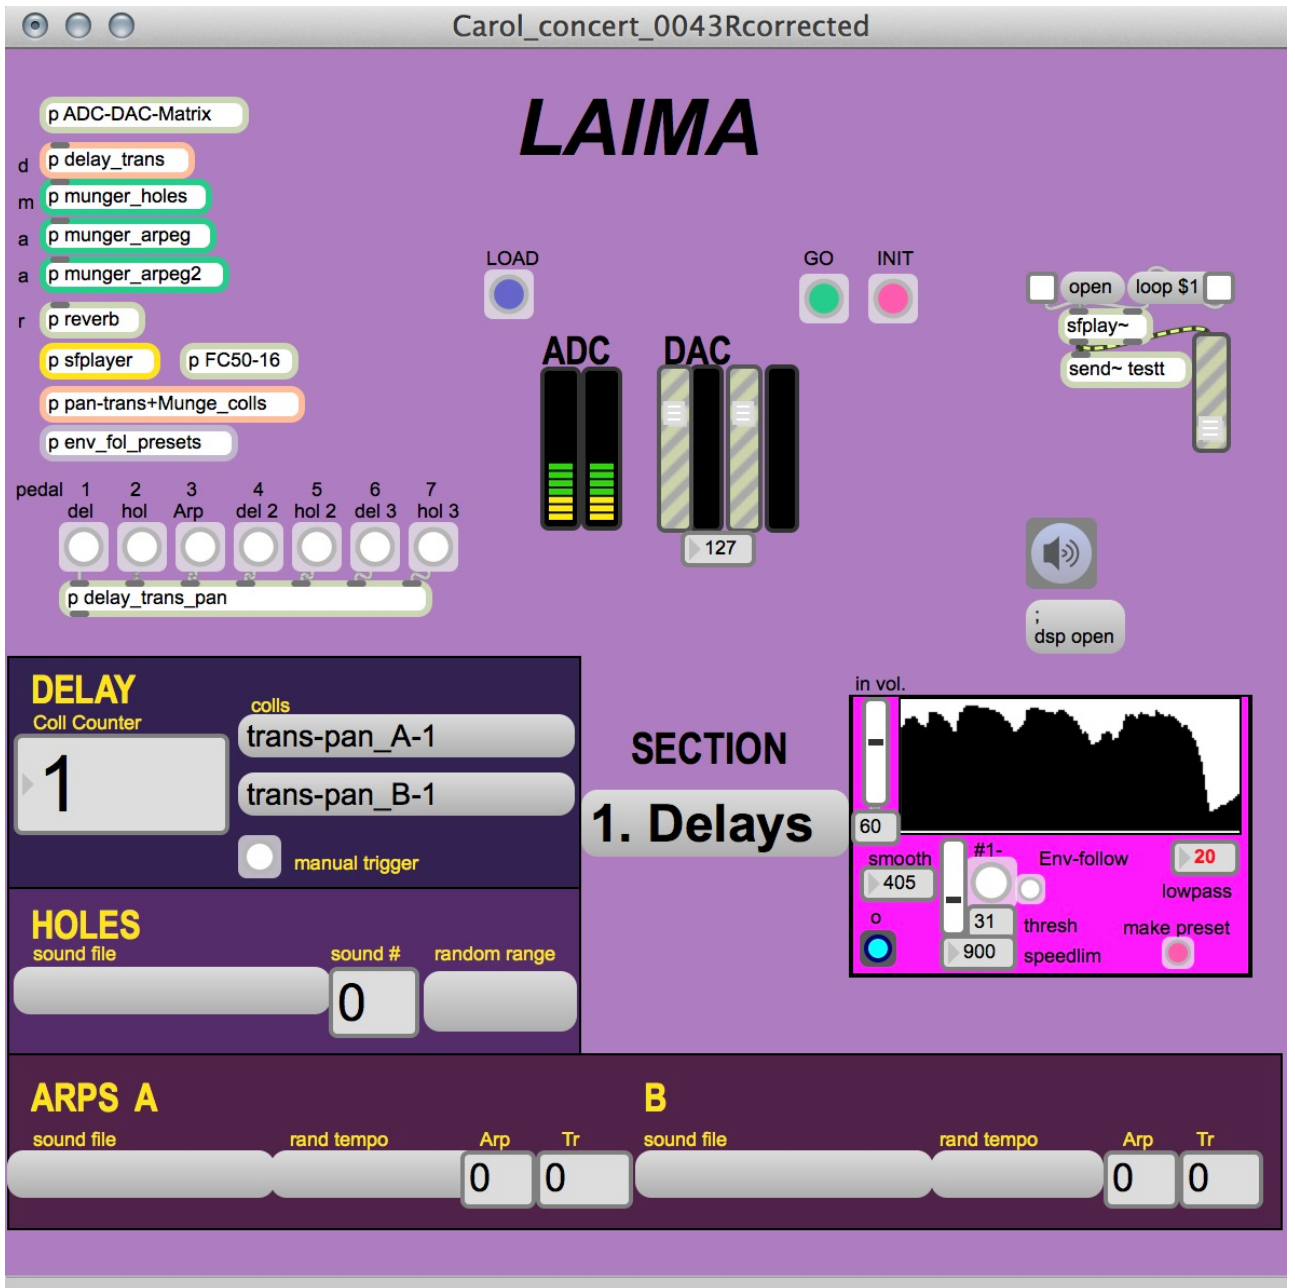 Carol_concert_0043Rcorrected
LAIMA
p ADC-DAC-Matrix
d p delay_trans
m p munger_holes
a p munger_arpeg
a p munger_arpeg2
r p reverb
p sfplayer p FC50-16
p pan-trans+Munge_colls
p env_fol_presets
LOAD
GO INIT
open loop $1
sfplay~
send~ testt
ADC DAC
127
pedal 1 2 3 4 5 6 7
del hol Arp del 2 hol 2 del 3 hol 3
p delay_trans_pan
;
dsp open
DELAY
Coll Counter
1
colls
trans-pan_A-1
trans-pan_B-1
manual trigger
SECTION
1. Delays
in vol.
60
smooth #1- Env-follow 20
405 lowpass
o 31 thresh make preset
900 speedlim
HOLES
sound file sound # random range
0
ARPS A B
sound file rand tempo Arp Tr sound file rand tempo Arp Tr
0 0 0 0